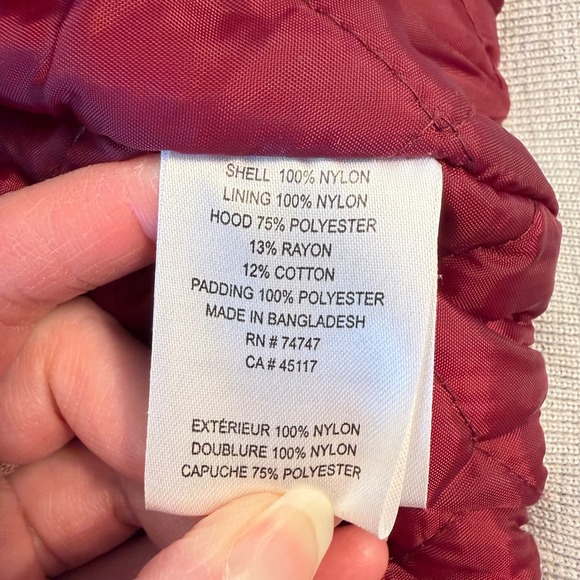 SHELL 100% NYLON
LINING 100% NYLON
HOOD 75% POLYESTER
13% RAYON
12% COTTON
PADDING 100% POLYESTER
MADE IN BANGLADESH
RN # 74747
CA # 45117
EXTÉRIEUR 100% NYLON
DOUBLURE 100% NYLON
CAPUCHE 75% POLYESTER